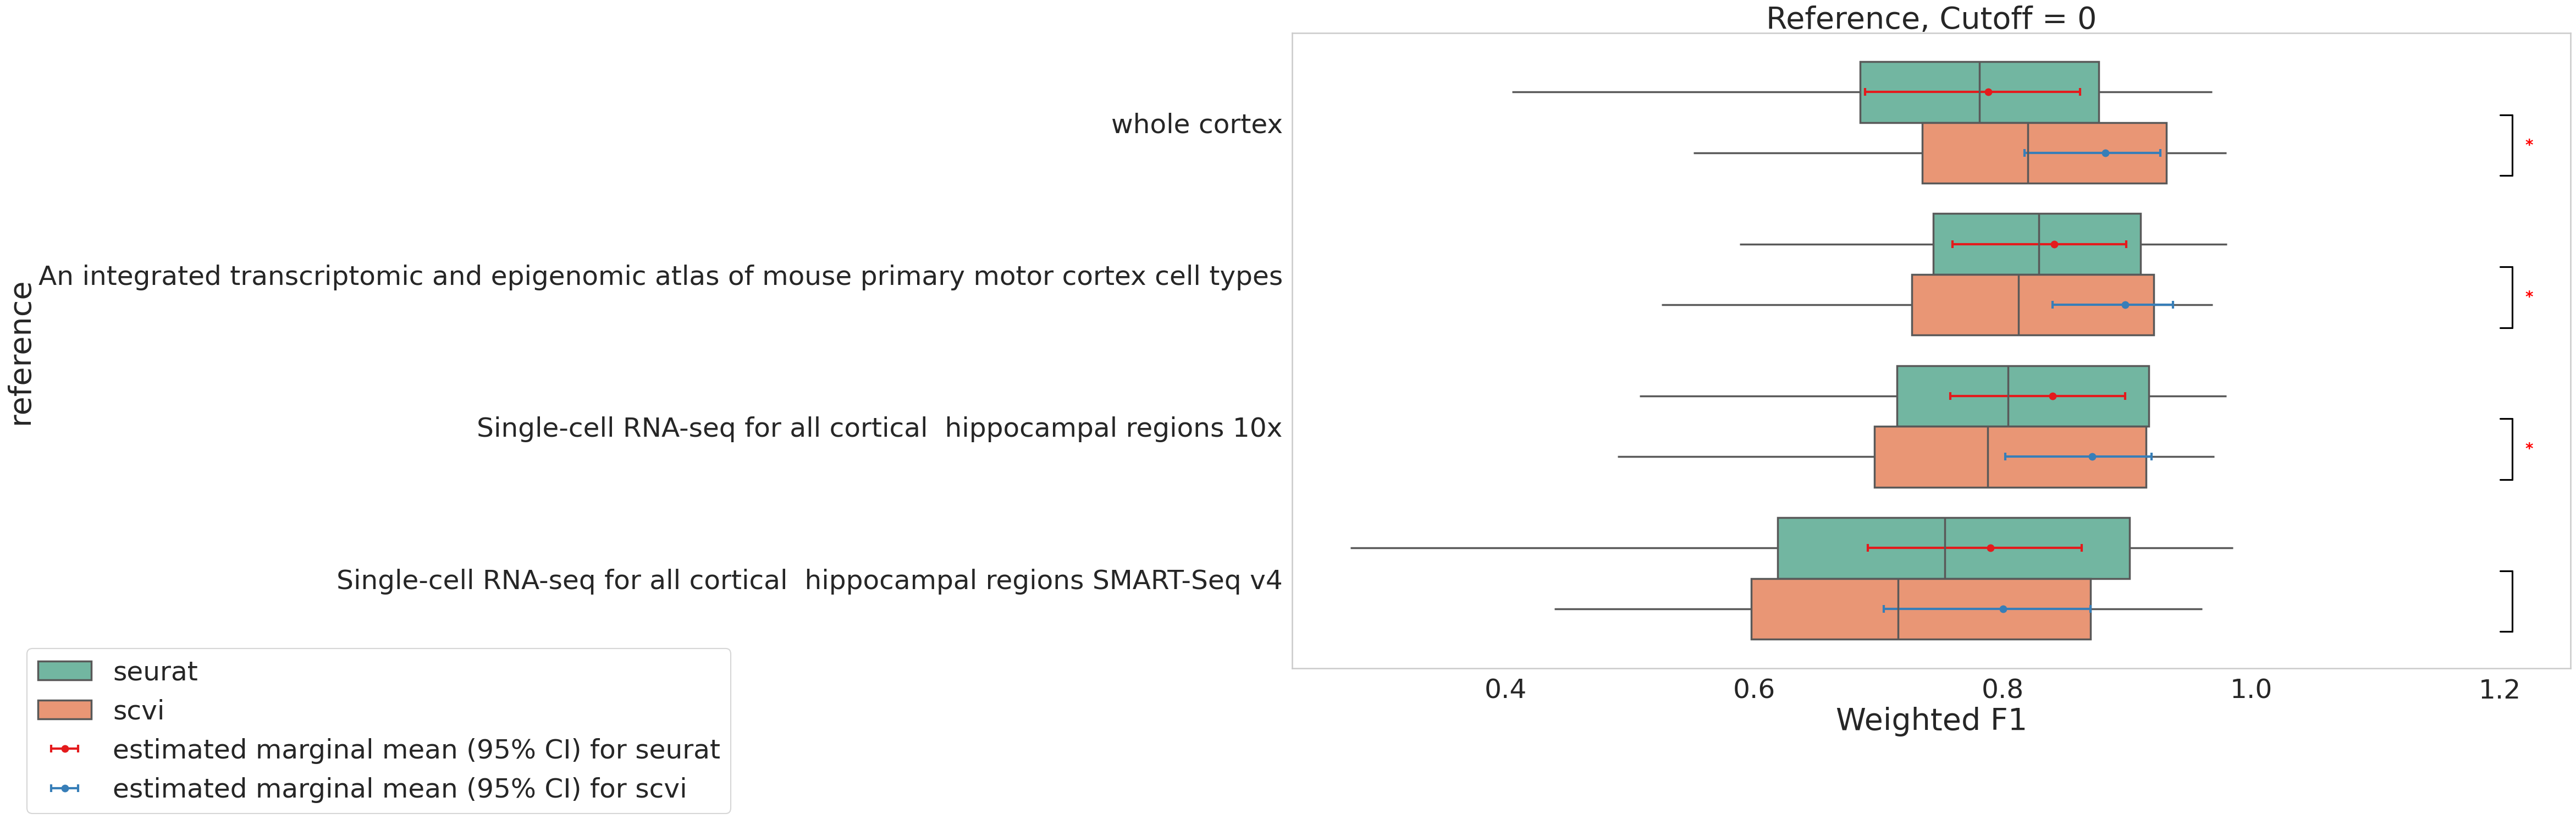 Reference, Cutoff = 0
reference
whole cortex
*
An integrated transcriptomic and epigenomic atlas of mouse primary motor cortex cell types
*
Single-cell RNA-seq for all cortical  hippocampal regions 10x
*
Single-cell RNA-seq for all cortical  hippocampal regions SMART-Seq v4
0.4 0.6 0.8 1.0 1.2
Weighted F1
seurat
scvi
estimated marginal mean (95% CI) for seurat
estimated marginal mean (95% CI) for scvi